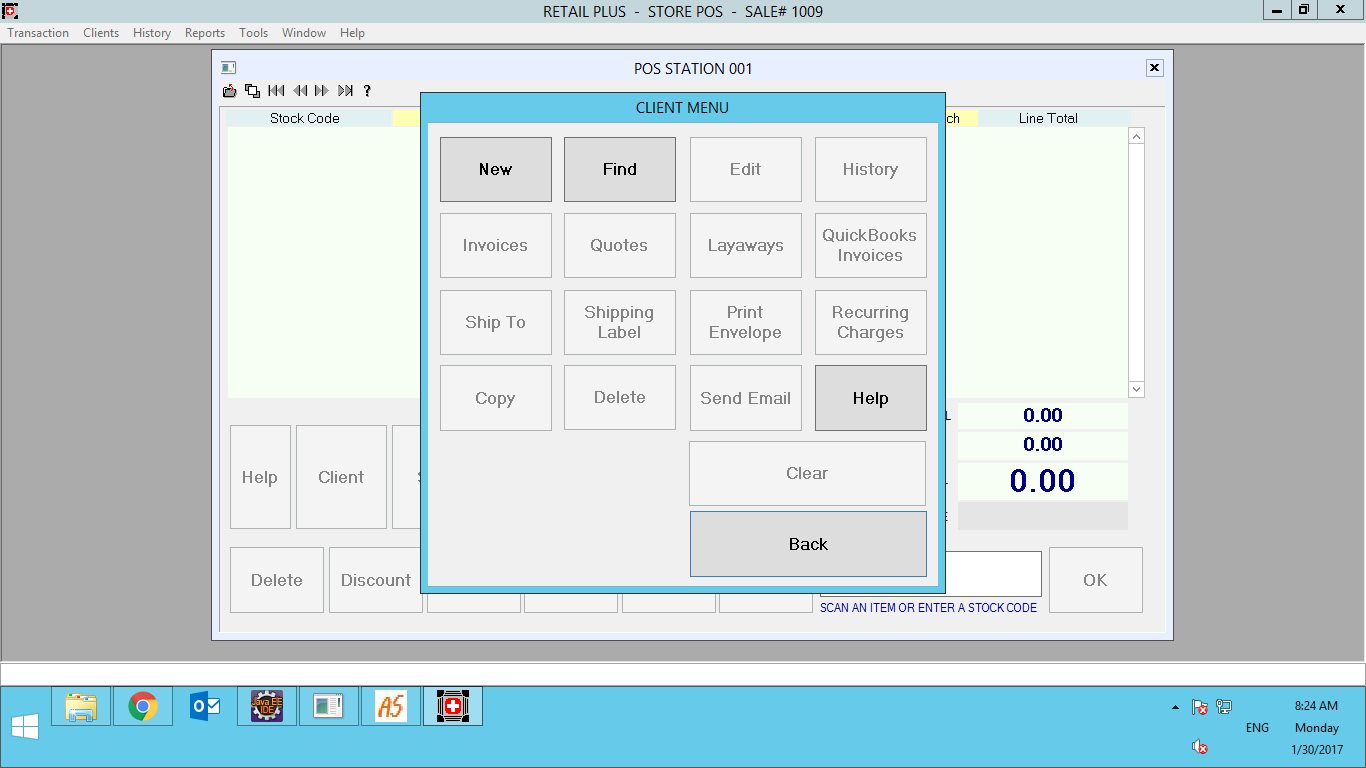 RETAIL PLUS - STORE POS - SALE# 1009
Transaction Clients History Reports Tools Window Help
POS STATION 001
?
CLIENT MENU
Stock Code ch Line Total
New Find Edit History
Invoices Quotes Layaways QuickBooks
Invoices
Ship To Shipping
Label Print
Envelope Recurring
Charges
Copy Delete Send Email Help
L 0.00
0.00
0.00
Help Client Clear
Back
Delete Discount OK
SCAN AN ITEM OR ENTER A STOCK CODE
Java EE
IDE
AS
8:24 AM
ENG Monday
1/30/2017